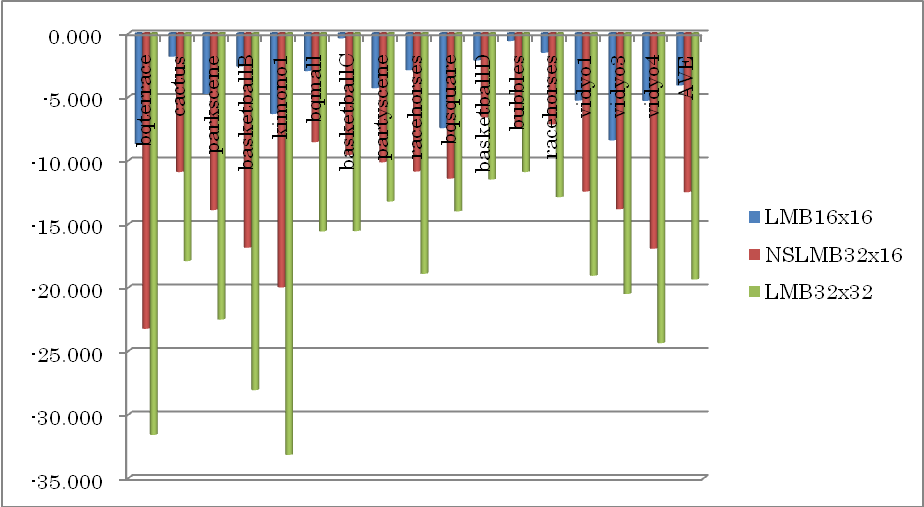 0.000
-5.000
-10.000
-15.000
-20.000
-25.000
-30.000
-35.000
bqterrace
cactus
parkscene
basketballB
kimono1
bqmall
basketballC
partyscene
racehorses
bqsquare
basketballD
bubbles
racehorses
vidyo1
vidyo3
vidyo4
AVE
LMB16x16
NSLMB32x16
LMB32x32